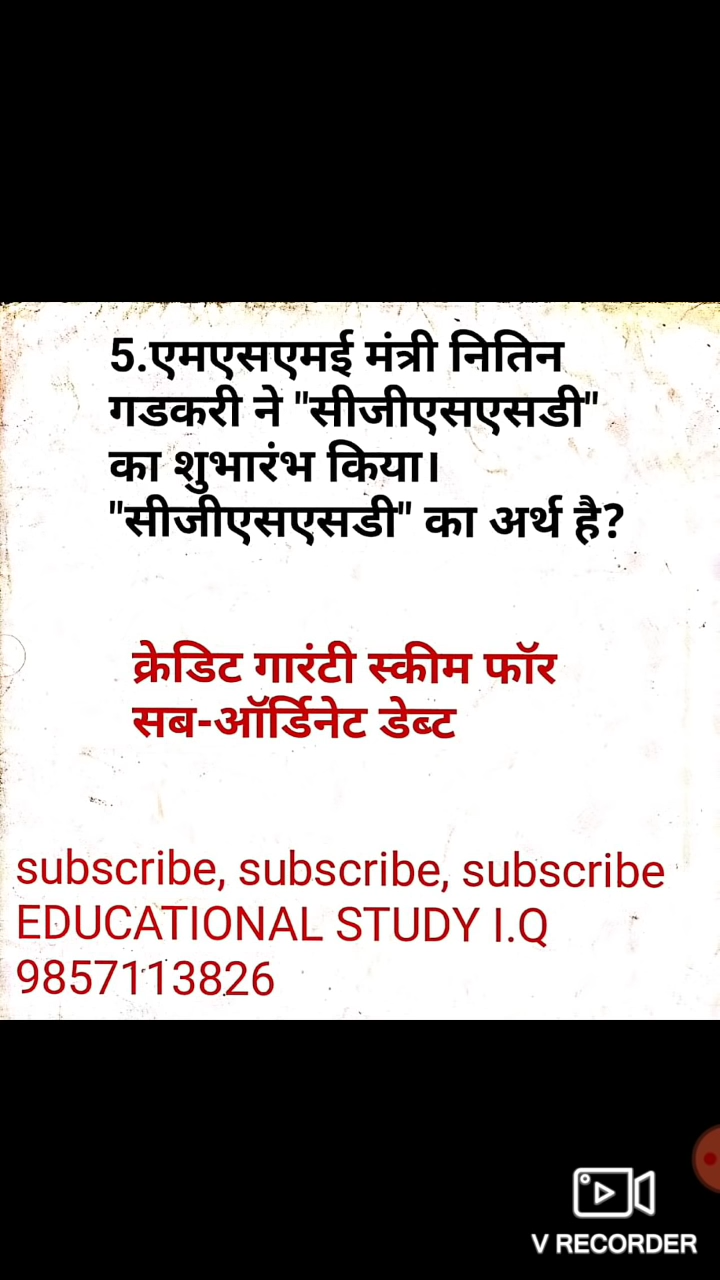 5.एमएसएमई मंत्री नितिन
गडकरी ने "सीजीएसएसडी"
का शुभारंभ किया।
"सीजीएसएसडी" का अर्थ है?
क्रेडिट गारंटी स्कीम फॉर
सब-ऑर्डिनेट डेब्ट
subscribe, subscribe, subscribe
EDUCATIONAL STUDY I.Q
9857113826
V RECORDER